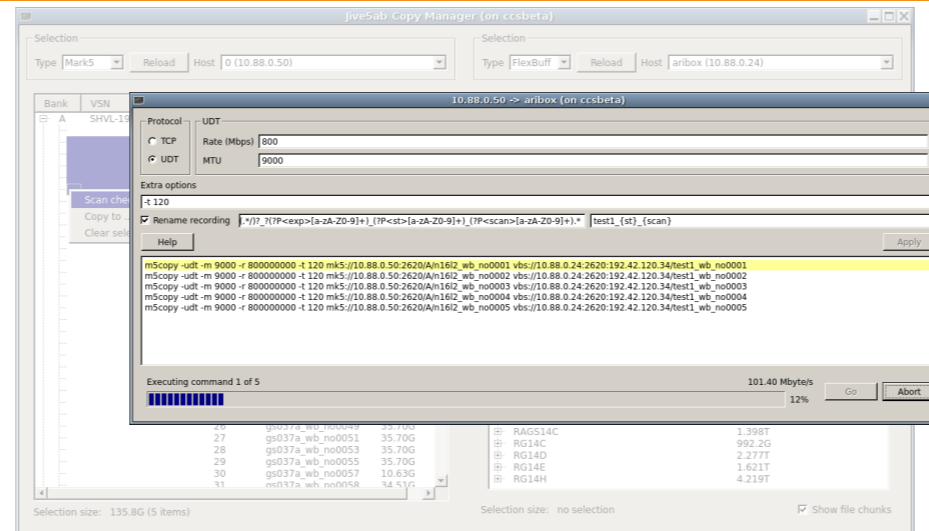 Jive5ab Copy Manager (on ccsbeta)
Selection
Type Mark5 Reload Host 0 (10.88.0.50)
Selection
Type FlexBuff Reload Host aribox (10.88.0.24)
Bank VSN
A SHVL-19
Scan che
Copy to ..
Clear sele
10.88.0.50 -> aribox (on ccsbeta)
Protocol
TCP
UDT
UDT
Rate (Mbps) 800
MTU 9000
Extra options
-t 120
Rename recording (.*/)?_?(?P<exp>[a-zA-Z0-9]+)_(?P<st>[a-zA-Z0-9]+)_(?P<scan>[a-zA-Z0-9]+).* test1_{st}_{scan}
Help Apply
m5copy -udt -m 9000 -r 800000000 -t 120 mk5://10.88.0.50:2620/A/n16l2_wb_no0001 vbs://10.88.0.24:2620:192.42.120.34/test1_wb_no0001
m5copy -udt -m 9000 -r 800000000 -t 120 mk5://10.88.0.50:2620/A/n16l2_wb_no0002 vbs://10.88.0.24:2620:192.42.120.34/test1_wb_no0002
m5copy -udt -m 9000 -r 800000000 -t 120 mk5://10.88.0.50:2620/A/n16l2_wb_no0003 vbs://10.88.0.24:2620:192.42.120.34/test1_wb_no0003
m5copy -udt -m 9000 -r 800000000 -t 120 mk5://10.88.0.50:2620/A/n16l2_wb_no0004 vbs://10.88.0.24:2620:192.42.120.34/test1_wb_no0004
m5copy -udt -m 9000 -r 800000000 -t 120 mk5://10.88.0.50:2620/A/n16l2_wb_no0005 vbs://10.88.0.24:2620:192.42.120.34/test1_wb_no0005
Executing command 1 of 5 101.40 Mbyte/s
12% Go Abort
26 gs037a_wb_no0049 35.70G
27 gs037a_wb_no0051 35.70G
28 gs037a_wb_no0053 35.70G
29 gs037a_wb_no0055 35.70G
30 gs037a_wb_no0057 10.63G
31 gs037a_wb_no0058 34.51G
RAGS14C 1.398T
RG14C 992.2G
RG14D 2.277T
RG14E 1.621T
RG14H 4.219T
Selection size: 135.8G (5 items)
Selection size: no selection Show file chunks